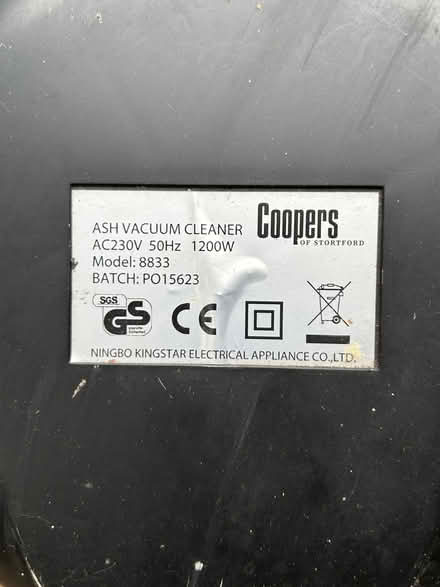 ASH VACUUM CLEANER
AC230V 50Hz 1200W
Model: 8833
BATCH: PO15623
Coopers
OF STORTFORD
SGS
GS
CE
NINGBO KINGSTAR ELECTRICAL APPLIANCE CO.,LTD.